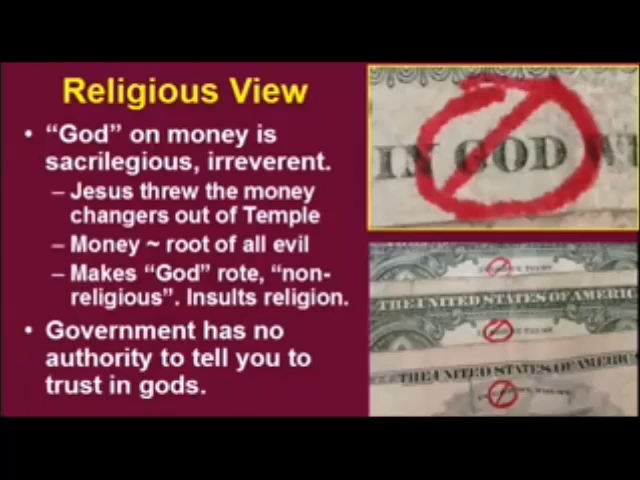 Religious View
• “God” on money is
sacrilegious, irreverent.
– Jesus threw the money
changers out of Temple
– Money ~ root of all evil
– Makes “God” rote, “non-
religious”. Insults religion.
• Government has no
authority to tell you to
trust in gods.
IN GOD WE
THE UNITED STATES OF AMERIC
THE UNITED STATES OF AMERICA